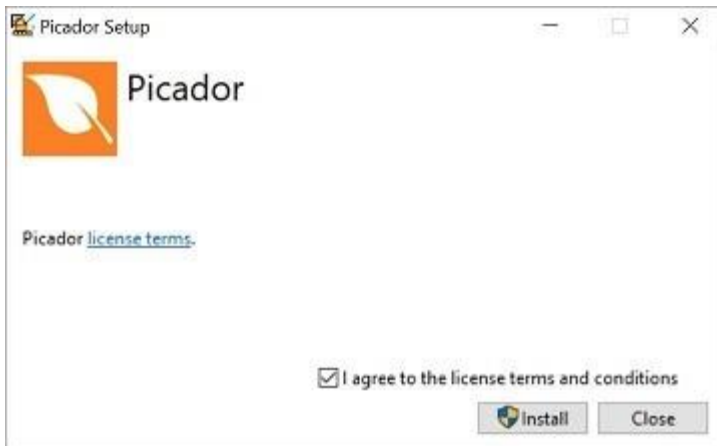 Picador Setup
Picador
Picador license terms.
I agree to the license terms and conditions
Install Close